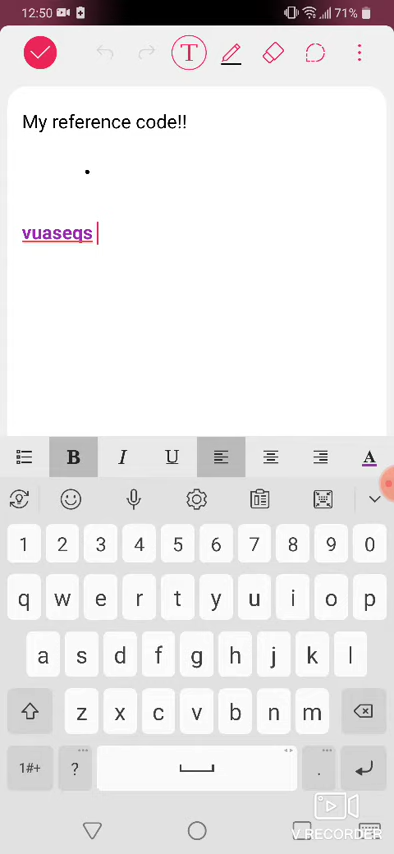 12:50 71%
T
My reference code!!
vuaseqs
B I U A
1 2 3 4 5 6 7 8 9 0
q w e r t y u i o p
a s d f g h j k l
z x c v b n m
1#+ ? .
V RECORDER